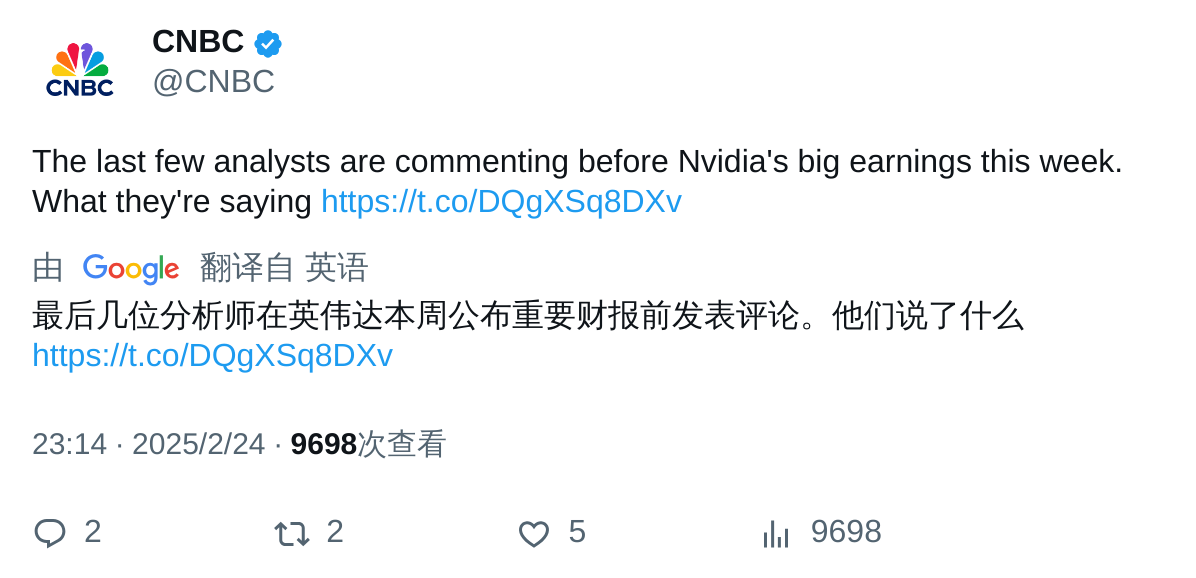 CNBC
CNBC
@CNBC
The last few analysts are commenting before Nvidia's big earnings this week.
What they're saying https://t.co/DQgXSq8DXv
由 Google 翻译自 英语
最后几位分析师在英伟达本周公布重要财报前发表评论。他们说了什么
https://t.co/DQgXSq8DXv
23:14 · 2025/2/24 · 9698次查看
2 2 5 9698